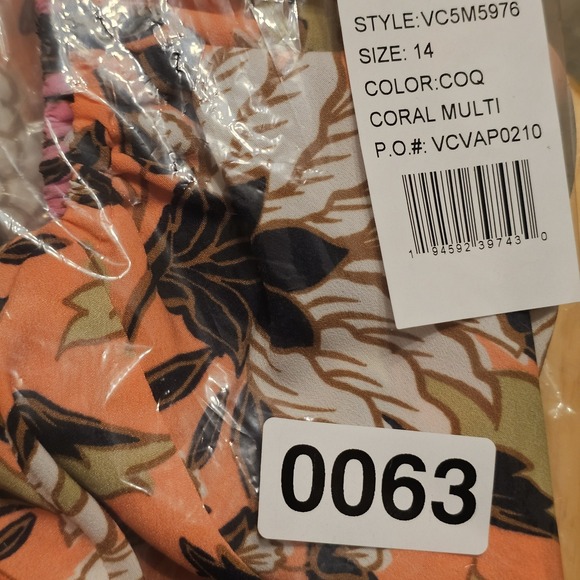 STYLE:VC5M5976
SIZE: 14
COLOR:COQ
CORAL MULTI
P.O.#: VCVAP0210
1 94592 39743 0
0063